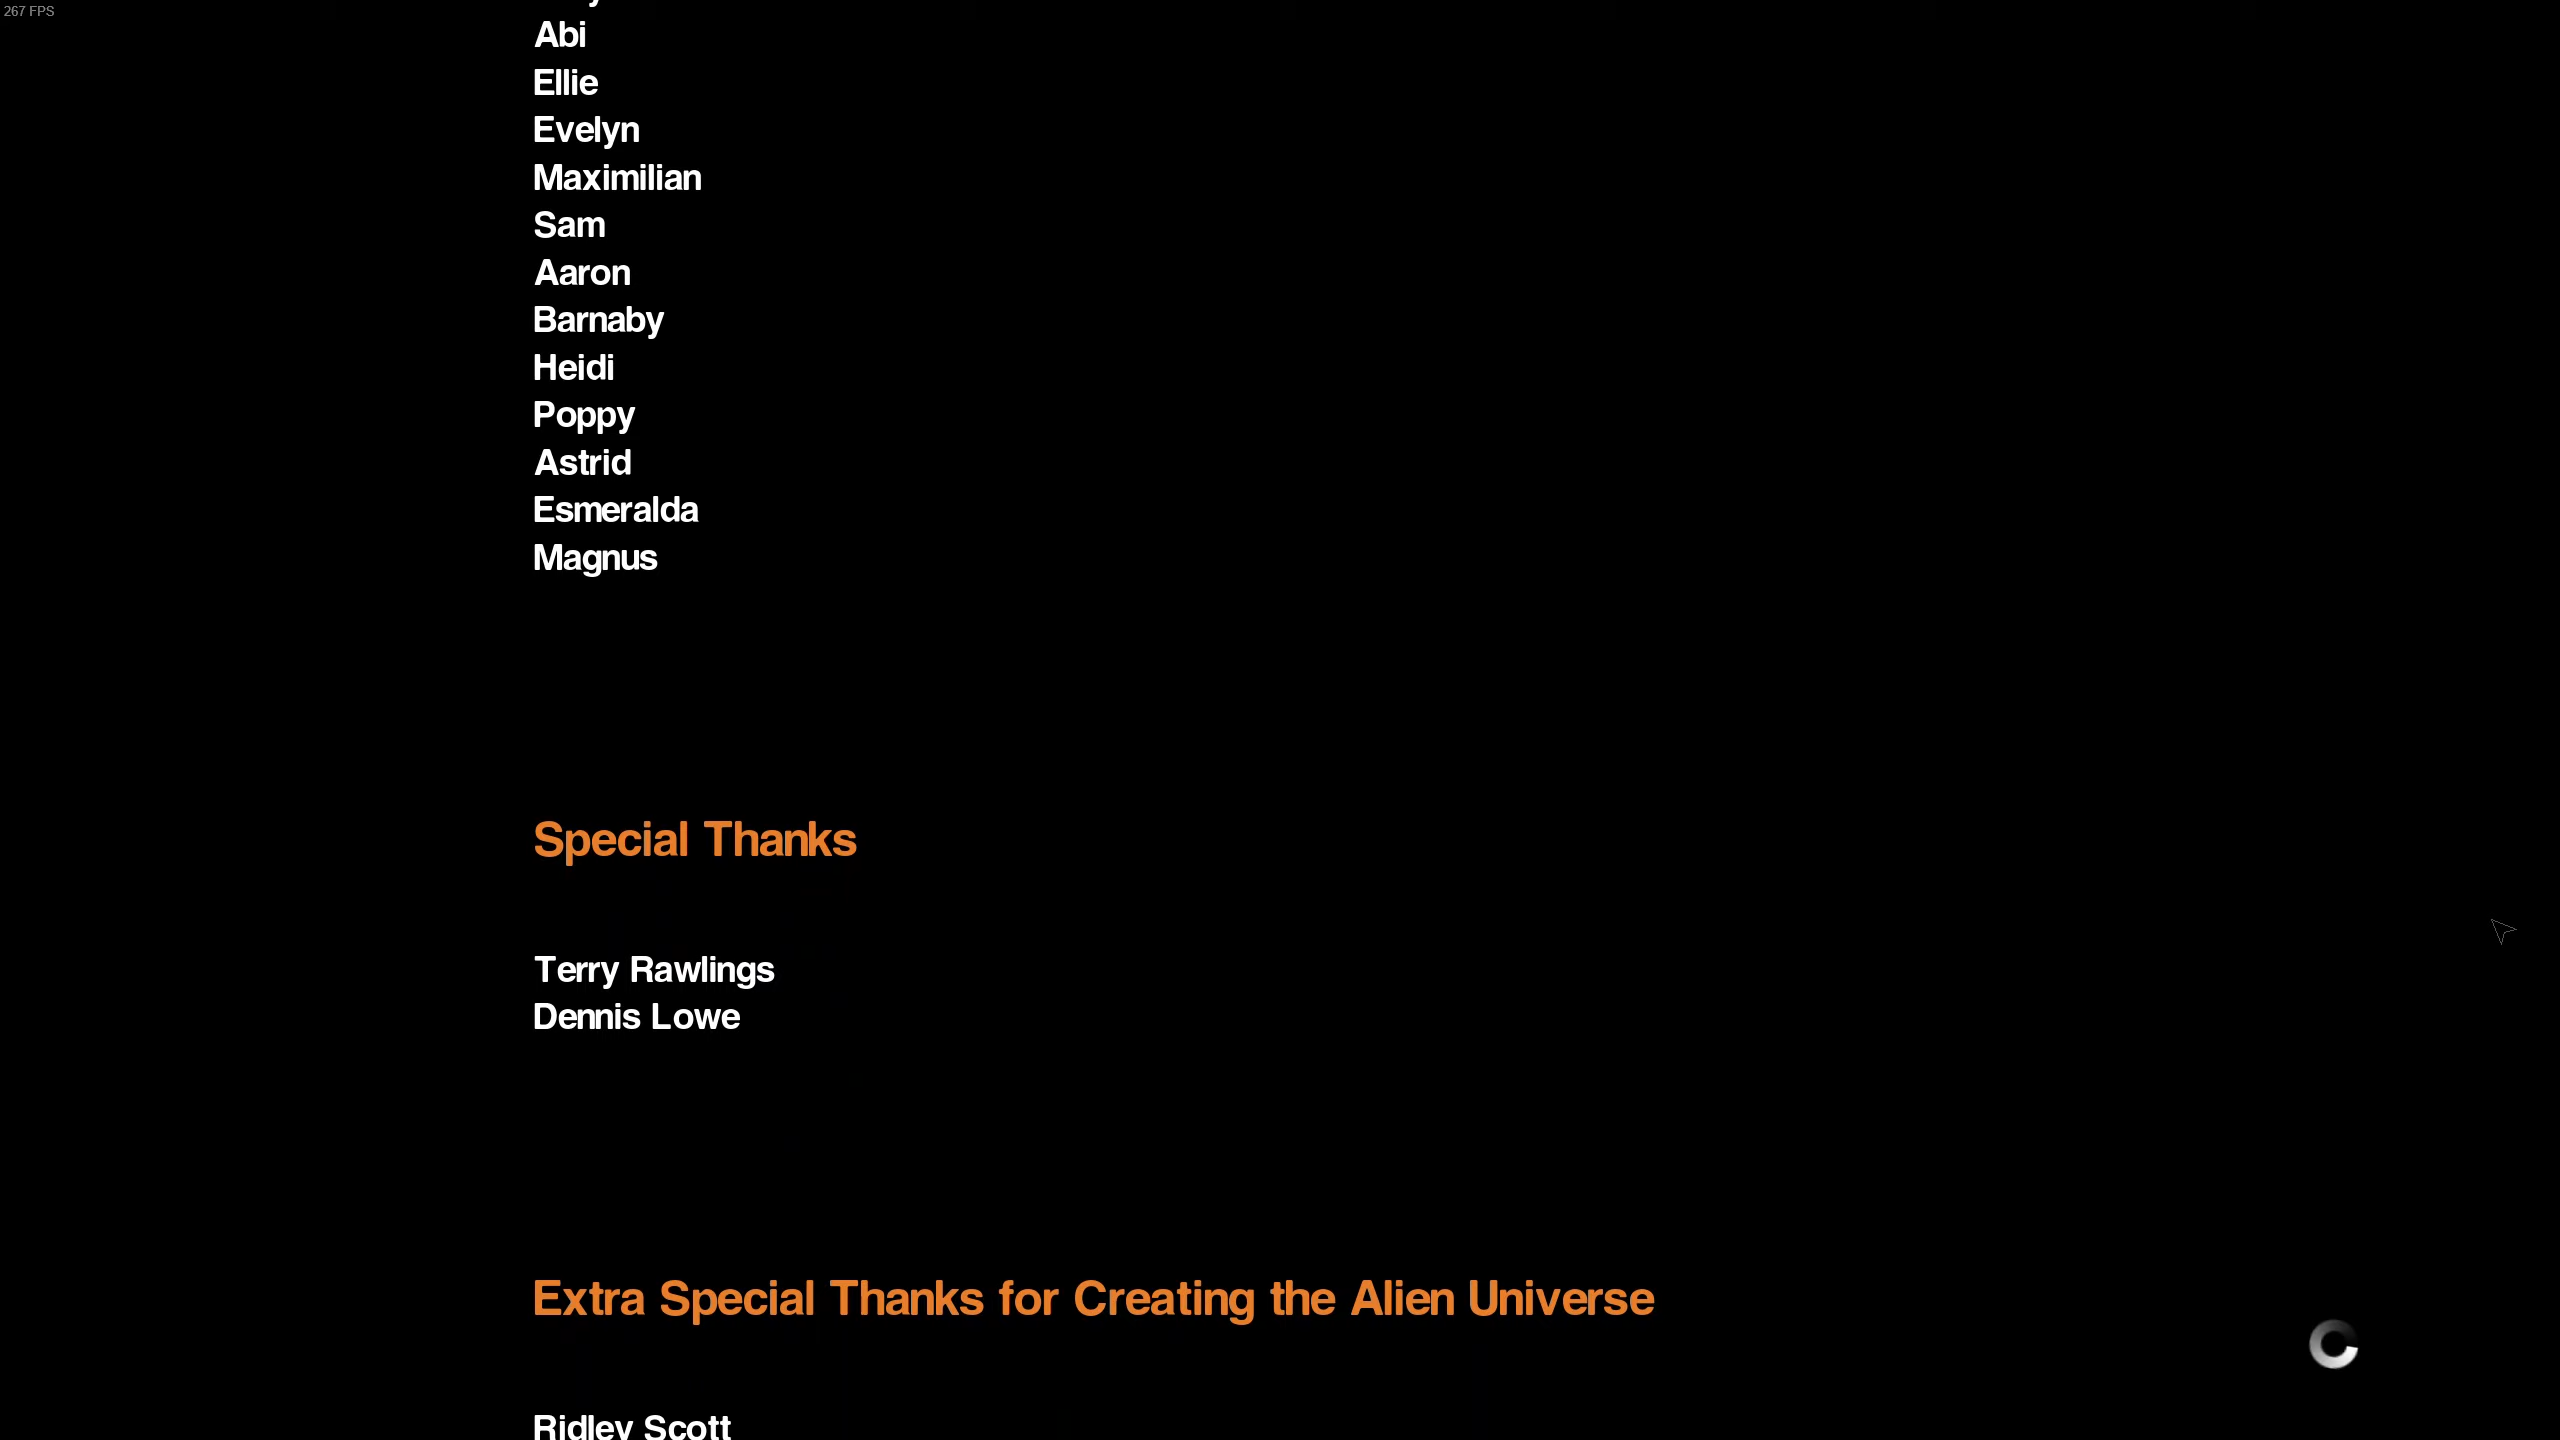 267 FPS
Abi
Ellie
Evelyn
Maximilian
Sam
Aaron
Barnaby
Heidi
Poppy
Astrid
Esmeralda
Magnus
Special Thanks
Terry Rawlings
Dennis Lowe
Extra Special Thanks for Creating the Alien Universe
Ridley Scott